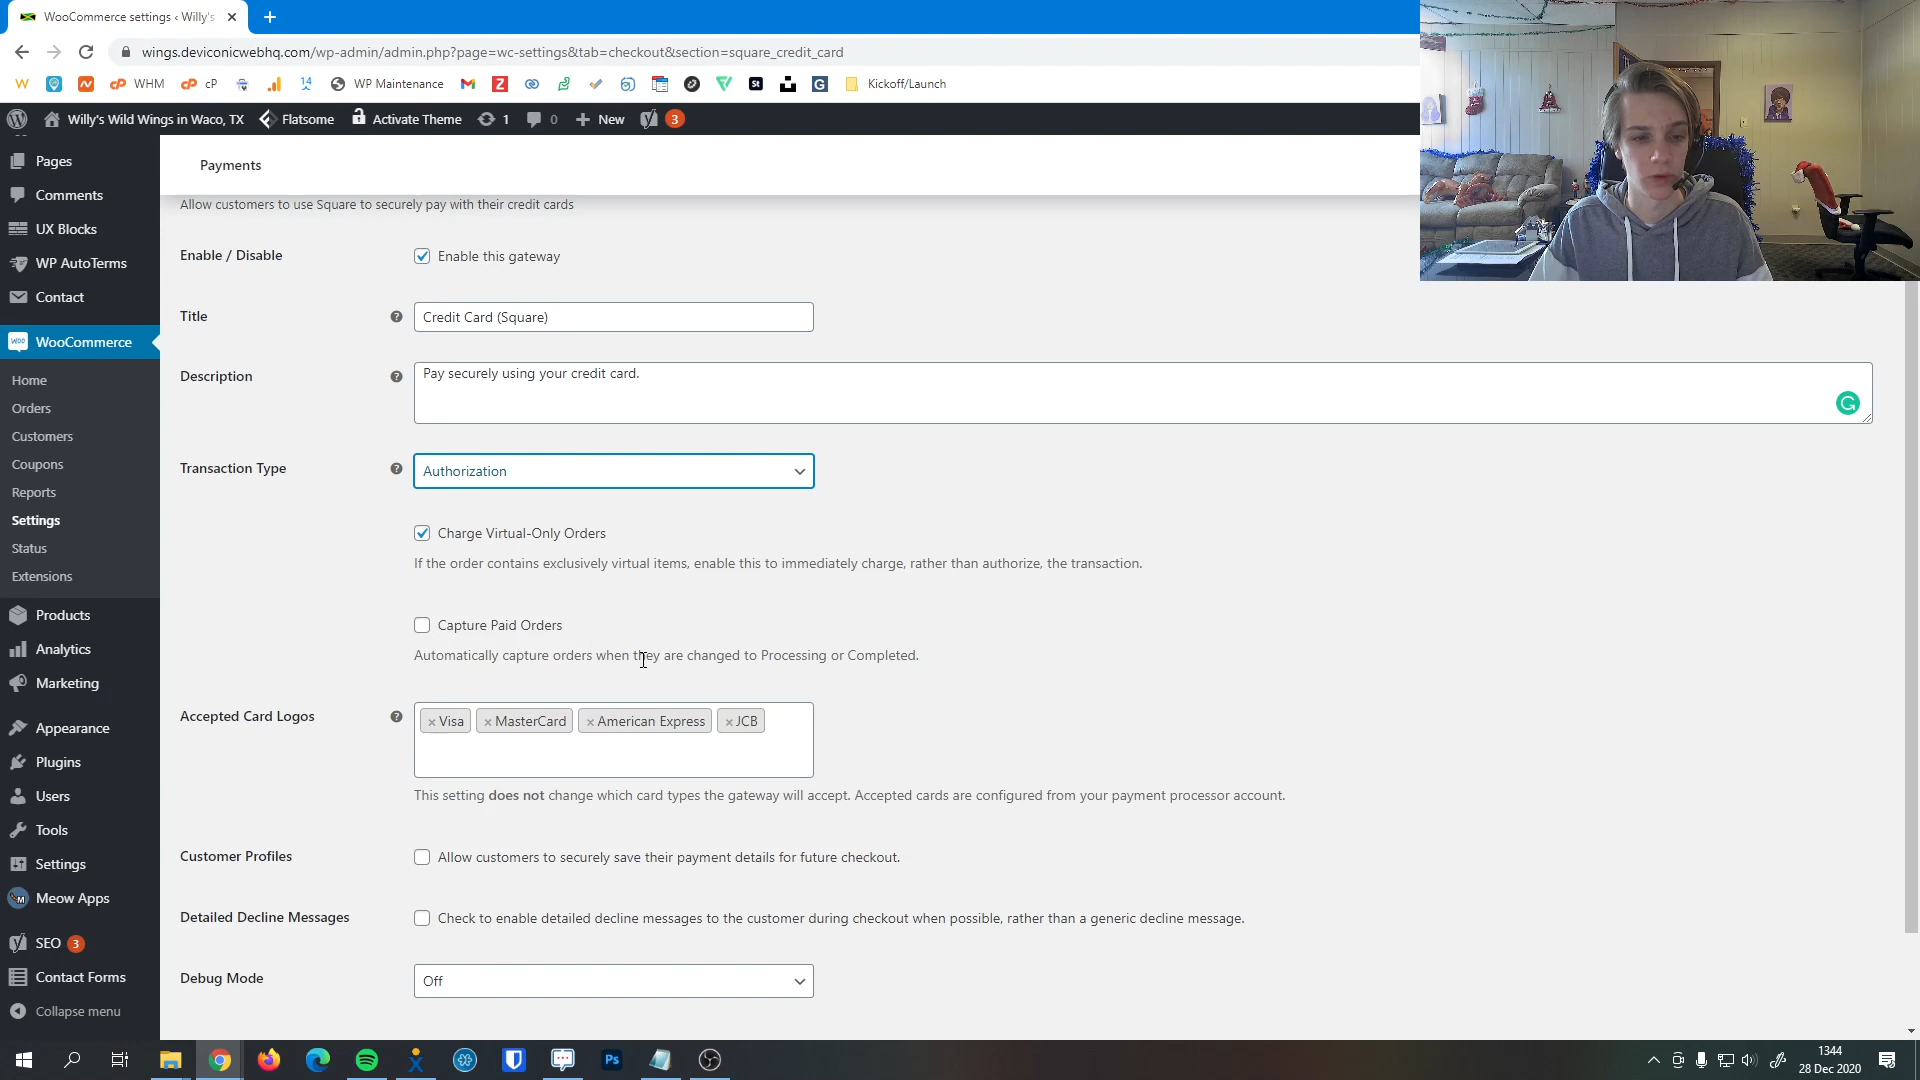 WooCommerce settings ‹ Willy's
wings.deviconicwebhq.com/wp-admin/admin.php?page=wc-settings&tab=checkout&section=square_credit_card
WHM cP WP Maintenance Kickoff/Launch
Willy's Wild Wings in Waco, TX Flatsome Activate Theme 1 0 New 3
Payments
Pages
Comments
UX Blocks
WP AutoTerms
Contact
WooCommerce
Home
Orders
Customers
Coupons
Reports
Settings
Status
Extensions
Products
Analytics
Marketing
Appearance
Plugins
Users
Tools
Settings
Meow Apps
SEO 3
Contact Forms
Collapse menu
Allow customers to use Square to securely pay with their credit cards
Enable / Disable
Enable this gateway
Title
Credit Card (Square)
Description
Pay securely using your credit card.
Transaction Type
Authorization
Charge Virtual-Only Orders
If the order contains exclusively virtual items, enable this to immediately charge, rather than authorize, the transaction.
Capture Paid Orders
Automatically capture orders when they are changed to Processing or Completed.
Accepted Card Logos
×Visa ×MasterCard ×American Express ×JCB
This setting does not change which card types the gateway will accept. Accepted cards are configured from your payment processor account.
Customer Profiles
Allow customers to securely save their payment details for future checkout.
Detailed Decline Messages
Check to enable detailed decline messages to the customer during checkout when possible, rather than a generic decline message.
Debug Mode
Off
1344
28 Dec 2020